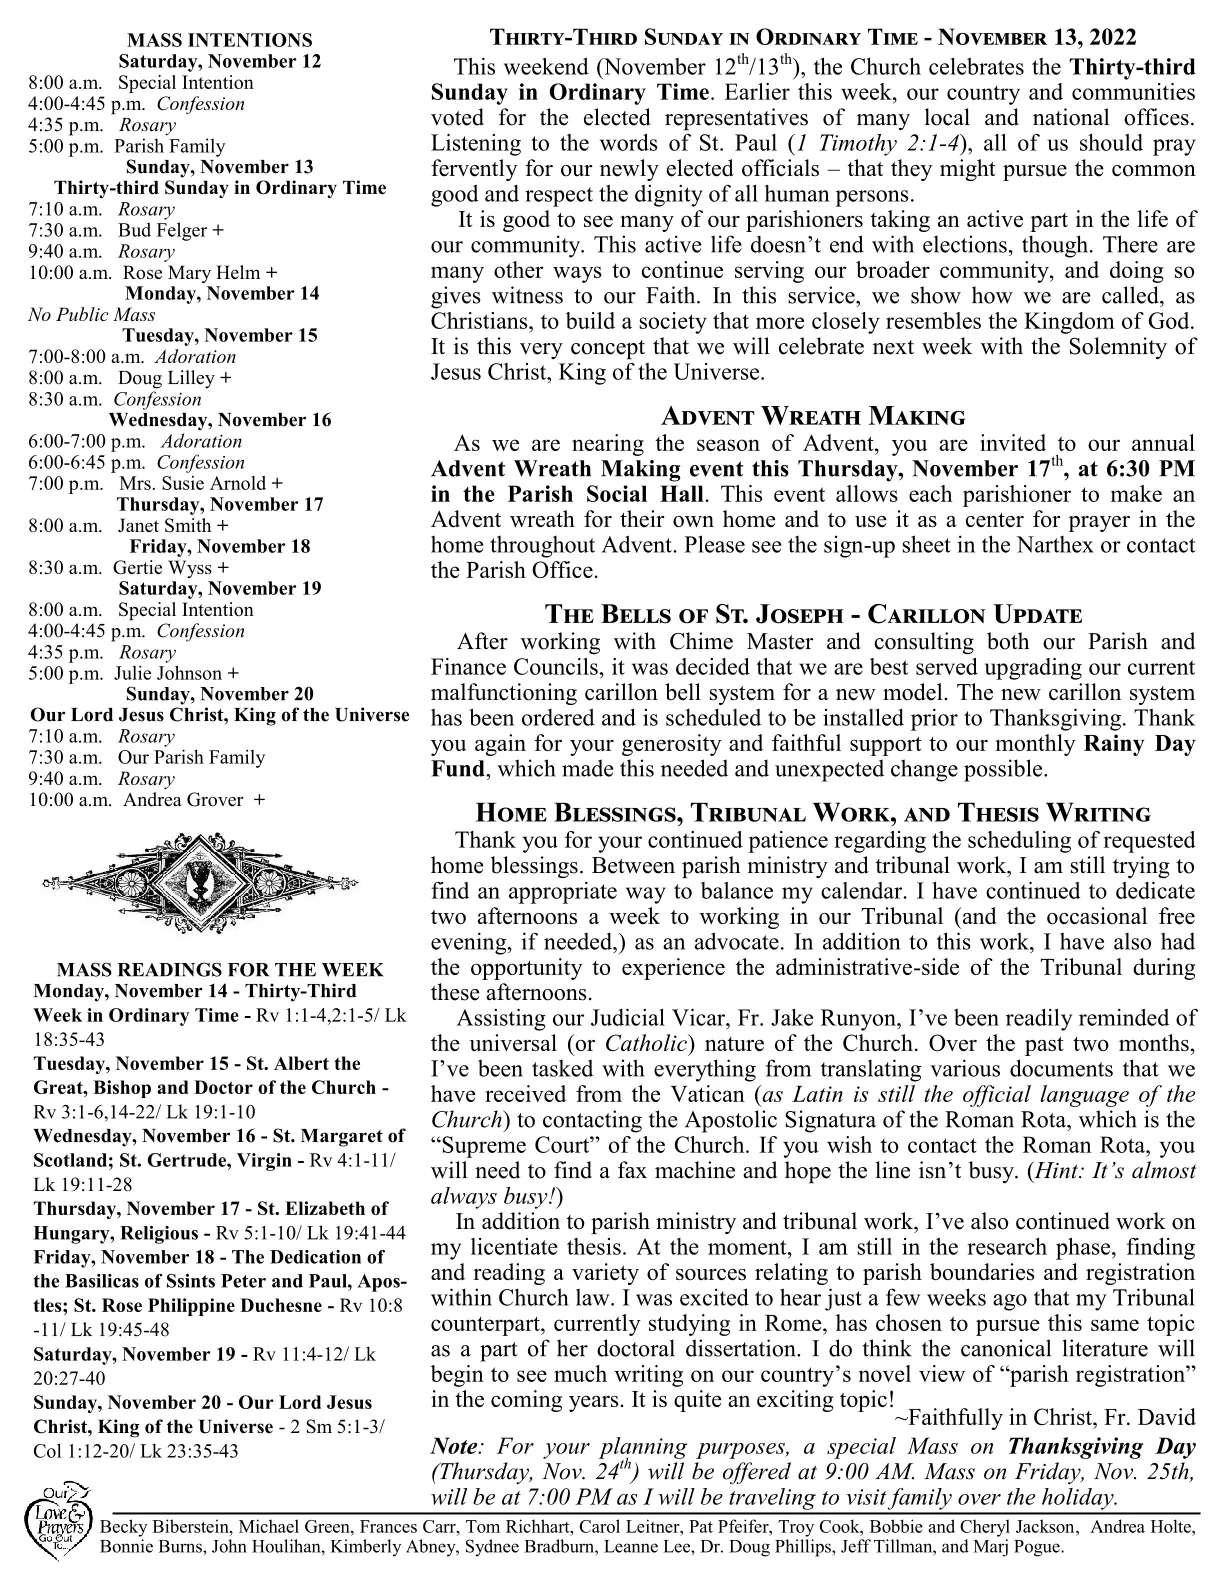 MASS INTENTIONS
Saturday, November 12
8:00 a.m. Special Intention
4:00-4:45 p.m. Confession
4:35 p.m. Rosary
5:00 p.m. Parish Family
Sunday, November 13
Thirty-third Sunday in Ordinary Time
7:10 a.m. Rosary
7:30 a.m. Bud Felger +
9:40 a.m. Rosary
10:00 a.m. Rose Mary Helm +
Monday, November 14
No Public Mass
Tuesday, November 15
7:00-8:00 a.m. Adoration
8:00 a.m. Doug Lilley +
8:30 a.m. Confession
Wednesday, November 16
6:00-7:00 p.m. Adoration
6:00-6:45 p.m. Confession
7:00 p.m. Mrs. Susie Arnold +
Thursday, November 17
8:00 a.m. Janet Smith +
Friday, November 18
8:30 a.m. Gertie Wyss +
Saturday, November 19
8:00 a.m. Special Intention
4:00-4:45 p.m. Confession
4:35 p.m. Rosary
5:00 p.m. Julie Johnson +
Sunday, November 20
Our Lord Jesus Christ, King of the Universe
7:10 a.m. Rosary
7:30 a.m. Our Parish Family
9:40 a.m. Rosary
10:00 a.m. Andrea Grover +
MASS READINGS FOR THE WEEK
Monday, November 14 - Thirty-Third
Week in Ordinary Time - Rv 1:1-4,2:1-5/ Lk
18:35-43
Tuesday, November 15 - St. Albert the
Great, Bishop and Doctor of the Church -
Rv 3:1-6,14-22/ Lk 19:1-10
Wednesday, November 16 - St. Margaret of
Scotland; St. Gertrude, Virgin - Rv 4:1-11/
Lk 19:11-28
Thursday, November 17 - St. Elizabeth of
Hungary, Religious - Rv 5:1-10/ Lk 19:41-44
Friday, November 18 - The Dedication of
the Basilicas of Ssints Peter and Paul, Apos-
tles; St. Rose Philippine Duchesne - Rv 10:8
-11/ Lk 19:45-48
Saturday, November 19 - Rv 11:4-12/ Lk
20:27-40
Sunday, November 20 - Our Lord Jesus
Christ, King of the Universe - 2 Sm 5:1-3/
Col 1:12-20/ Lk 23:35-43
THIRTY-THIRD SUNDAY IN ORDINARY TIME - NOVEMBER 13, 2022
This weekend (November 12th/13th), the Church celebrates the Thirty-third
Sunday in Ordinary Time. Earlier this week, our country and communities
voted for the elected representatives of many local and national offices.
Listening to the words of St. Paul (1 Timothy 2:1-4), all of us should pray
fervently for our newly elected officials – that they might pursue the common
good and respect the dignity of all human persons.
It is good to see many of our parishioners taking an active part in the life of
our community. This active life doesn’t end with elections, though. There are
many other ways to continue serving our broader community, and doing so
gives witness to our Faith. In this service, we show how we are called, as
Christians, to build a society that more closely resembles the Kingdom of God.
It is this very concept that we will celebrate next week with the Solemnity of
Jesus Christ, King of the Universe.
ADVENT WREATH MAKING
As we are nearing the season of Advent, you are invited to our annual
Advent Wreath Making event this Thursday, November 17th, at 6:30 PM
in the Parish Social Hall. This event allows each parishioner to make an
Advent wreath for their own home and to use it as a center for prayer in the
home throughout Advent. Please see the sign-up sheet in the Narthex or contact
the Parish Office.
THE BELLS OF ST. JOSEPH - CARILLON UPDATE
After working with Chime Master and consulting both our Parish and
Finance Councils, it was decided that we are best served upgrading our current
malfunctioning carillon bell system for a new model. The new carillon system
has been ordered and is scheduled to be installed prior to Thanksgiving. Thank
you again for your generosity and faithful support to our monthly Rainy Day
Fund, which made this needed and unexpected change possible.
HOME BLESSINGS, TRIBUNAL WORK, AND THESIS WRITING
Thank you for your continued patience regarding the scheduling of requested
home blessings. Between parish ministry and tribunal work, I am still trying to
find an appropriate way to balance my calendar. I have continued to dedicate
two afternoons a week to working in our Tribunal (and the occasional free
evening, if needed,) as an advocate. In addition to this work, I have also had
the opportunity to experience the administrative-side of the Tribunal during
these afternoons.
Assisting our Judicial Vicar, Fr. Jake Runyon, I’ve been readily reminded of
the universal (or Catholic) nature of the Church. Over the past two months,
I’ve been tasked with everything from translating various documents that we
have received from the Vatican (as Latin is still the official language of the
Church) to contacting the Apostolic Signatura of the Roman Rota, which is the
“Supreme Court” of the Church. If you wish to contact the Roman Rota, you
will need to find a fax machine and hope the line isn’t busy. (Hint: It’s almost
always busy!)
In addition to parish ministry and tribunal work, I’ve also continued work on
my licentiate thesis. At the moment, I am still in the research phase, finding
and reading a variety of sources relating to parish boundaries and registration
within Church law. I was excited to hear just a few weeks ago that my Tribunal
counterpart, currently studying in Rome, has chosen to pursue this same topic
as a part of her doctoral dissertation. I do think the canonical literature will
begin to see much writing on our country’s novel view of “parish registration”
in the coming years. It is quite an exciting topic!
~Faithfully in Christ, Fr. David
Note: For your planning purposes, a special Mass on Thanksgiving Day
(Thursday, Nov. 24th) will be offered at 9:00 AM. Mass on Friday, Nov. 25th,
will be at 7:00 PM as I will be traveling to visit family over the holiday.
Our
Love &
Prayers
Go Out
To...
Becky Biberstein, Michael Green, Frances Carr, Tom Richhart, Carol Leitner, Pat Pfeifer, Troy Cook, Bobbie and Cheryl Jackson, Andrea Holte,
Bonnie Burns, John Houlihan, Kimberly Abney, Sydnee Bradburn, Leanne Lee, Dr. Doug Phillips, Jeff Tillman, and Marj Pogue.